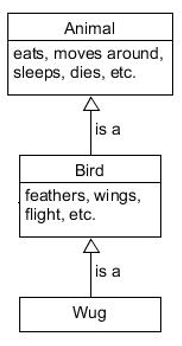 Animal
eats, moves around,
sleeps, dies, etc.
is a
Bird
feathers, wings,
flight, etc.
is a
Wug